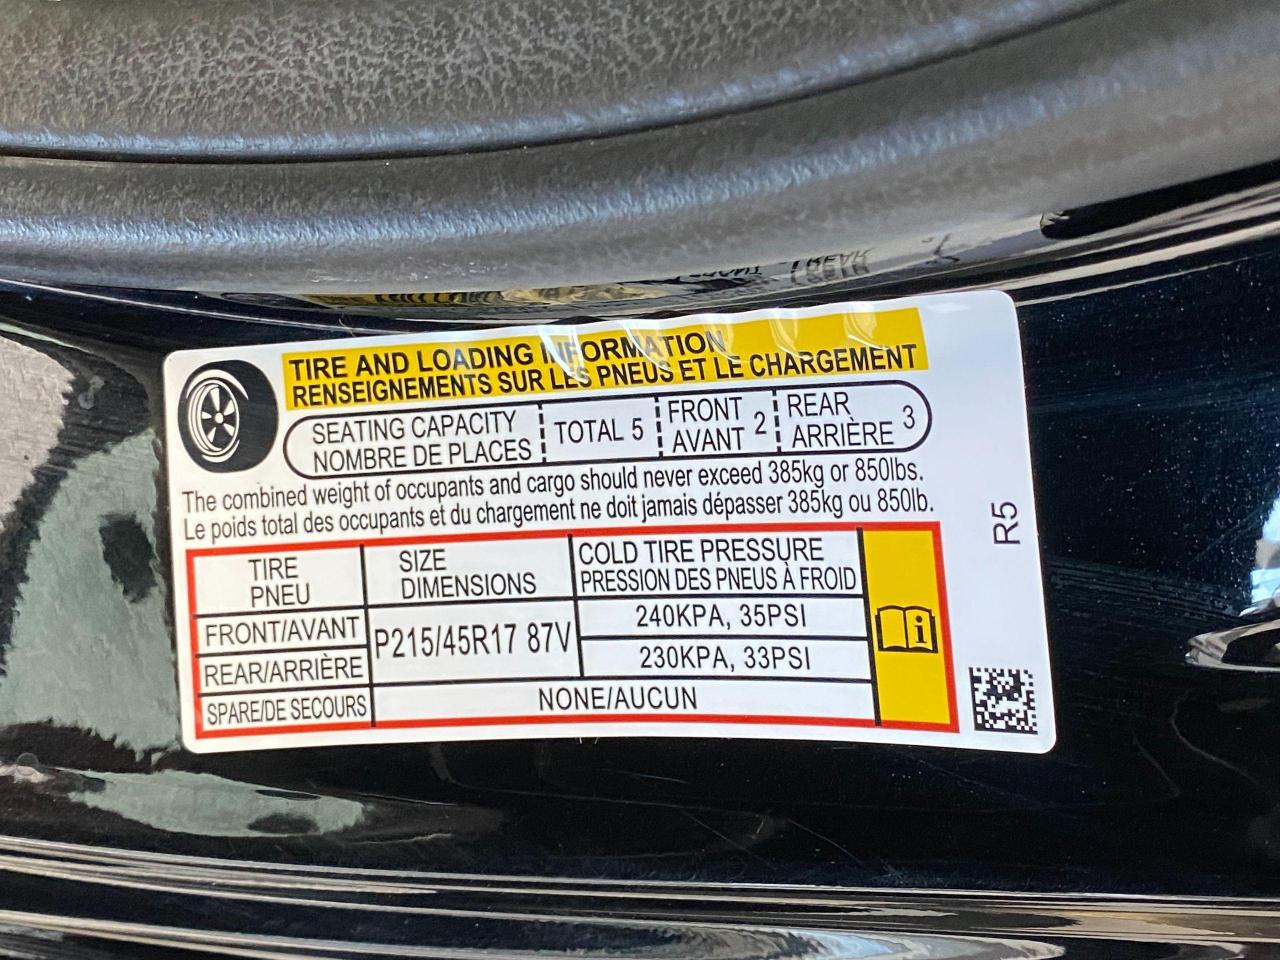 TIRE AND LOADING INFORMATION
RENSEIGNEMENTS SUR LES PNEUS ET LE CHARGEMENT
SEATING CAPACITY
NOMBRE DE PLACES
TOTAL 5
FRONT
AVANT 2
REAR
ARRIÈRE 3
The combined weight of occupants and cargo should never exceed 385kg or 850lbs.
Le poids total des occupants et du chargement ne doit jamais dépasser 385kg ou 850lb.
TIRE
PNEU
SIZE
DIMENSIONS
COLD TIRE PRESSURE
PRESSION DES PNEUS À FROID
FRONT/AVANT
REAR/ARRIÈRE
P215/45R17 87V
240KPA, 35PSI
230KPA, 33PSI
SPARE/DE SECOURS
NONE/AUCUN
R5